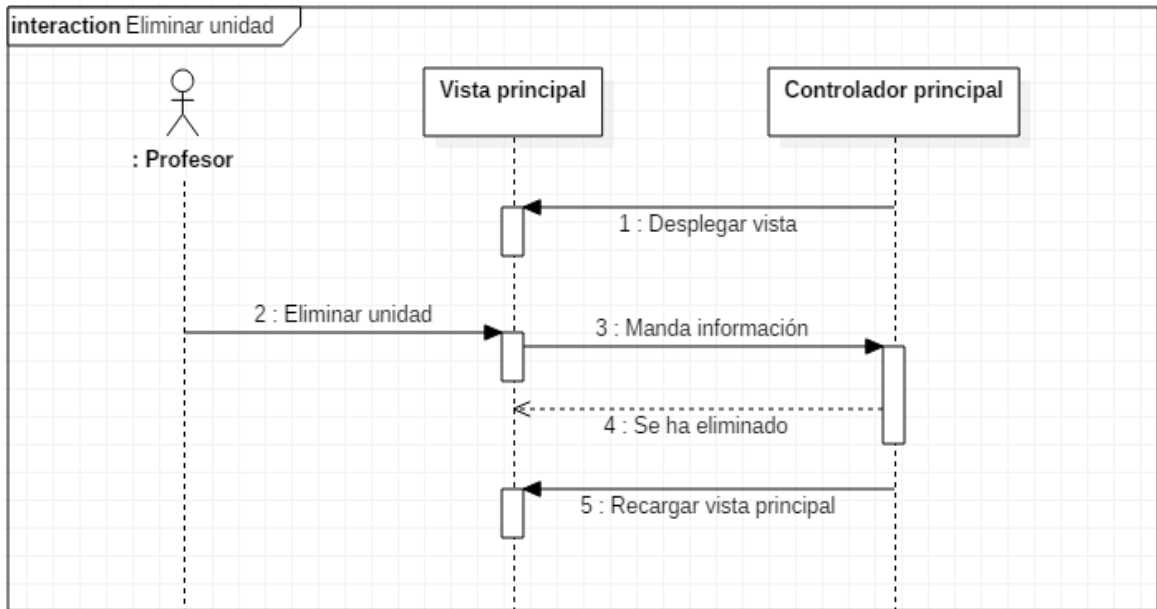 interaction Eliminar unidad
: Profesor
Vista principal
Controlador principal
1 : Desplegar vista
2 : Eliminar unidad
3 : Manda información
4 : Se ha eliminado
5 : Recargar vista principal